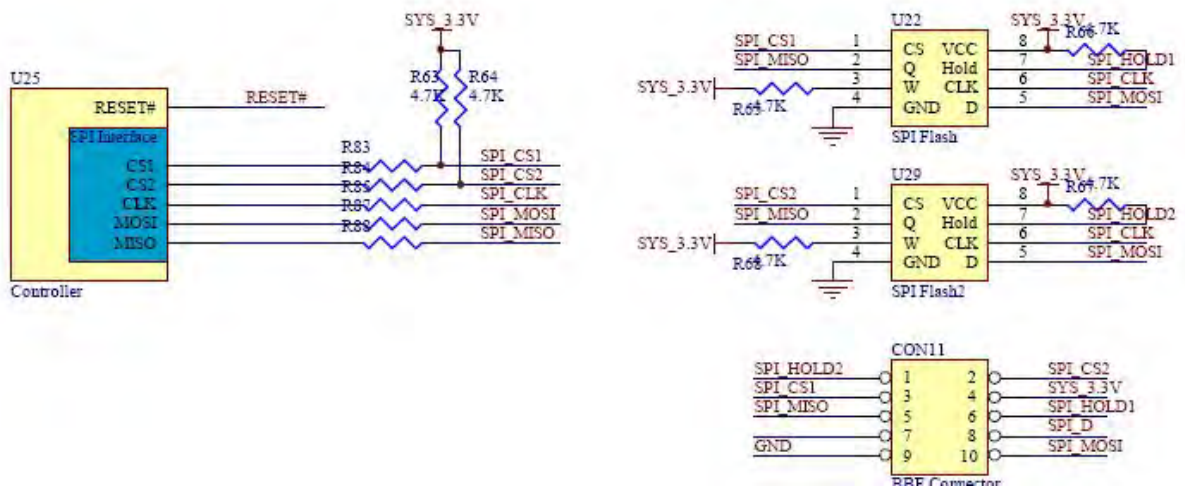 SYS_3.3V
U25
R63
R64
4.7K
4.7K
RESET#
RESET#
SPI Interface
R83
CS1
SPI_CS1
R84
CS2
SPI_CS2
CLK
SPI_CLK
R87
MOSI
SPI_MOSI
R88
MISO
SPI_MISO
Controller
U22
SYS_3.3V
R66
4.7K
SPI_CS1
1
CS
VCC
8
SPI_MISO
2
Q
Hold
7
SPI_HOLD1
SYS_3.3V
3
W
CLK
6
SPI_CLK
R65
4.7K
4
GND
D
5
SPI_MOSI
SPI Flash
U29
SYS_3.3V
R67
4.7K
SPI_CS2
1
CS
VCC
8
SPI_MISO
2
Q
Hold
7
SPI_HOLD2
SYS_3.3V
3
W
CLK
6
SPI_CLK
4.7K
4
GND
D
5
SPI_MOSI
SPI Flash2
CON11
SPI_HOLD2
1
2
SPI_CS2
SPI_CS1
3
4
SYS_3.3V
SPI_MISO
5
6
SPI_HOLD1
7
8
SPI_D
GND
9
10
SPI_MOSI
Connector